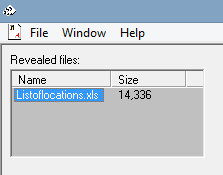 File Window Help
Revealed files:
Name Size
Listoflocations.xls 14,336